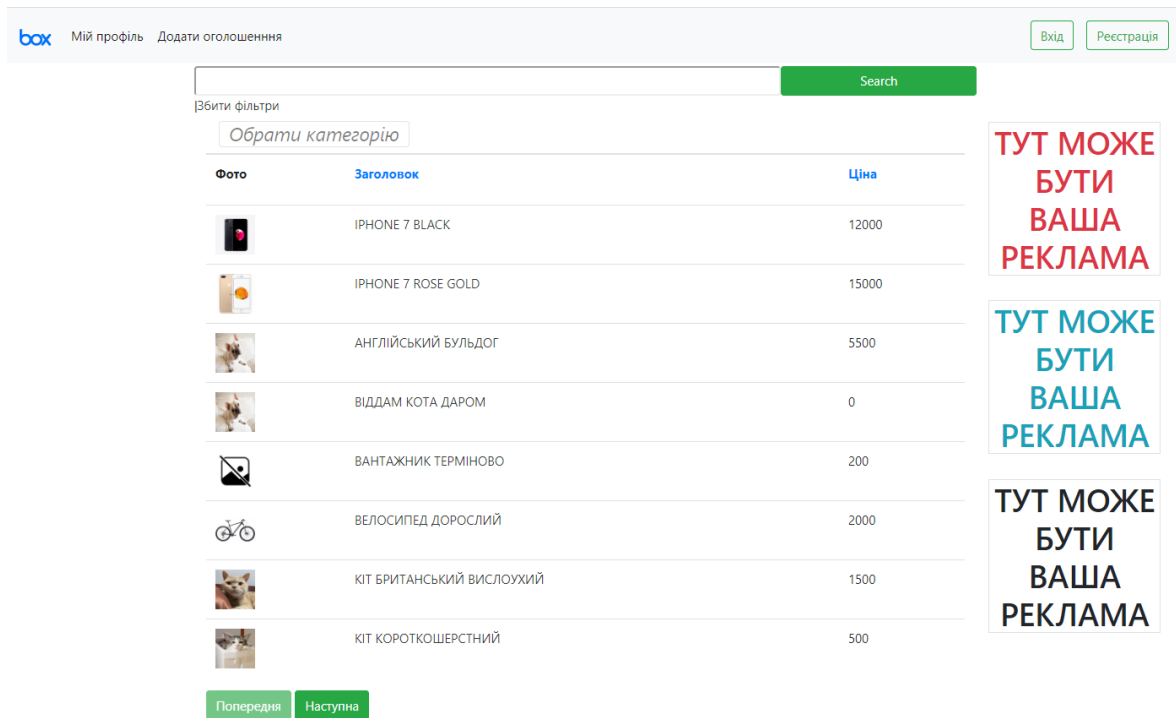 box Мій профіль Додати оголошенння Вхід Реєстрація
Search
|Збити фільтри
Обрати категорію
Фото Заголовок Ціна
IPHONE 7 BLACK 12000
IPHONE 7 ROSE GOLD 15000
АНГЛІЙСЬКИЙ БУЛЬДОГ 5500
ВІДДАМ КОТА ДАРОМ 0
ВАНТАЖНИК ТЕРМІНОВО 200
ВЕЛОСИПЕД ДОРОСЛИЙ 2000
КІТ БРИТАНСЬКИЙ ВИСЛОУХИЙ 1500
КІТ КОРОТКОШЕРСТНИЙ 500
Попередня Наступна
ТУТ МОЖЕ
БУТИ
ВАША
РЕКЛАМА
ТУТ МОЖЕ
БУТИ
ВАША
РЕКЛАМА
ТУТ МОЖЕ
БУТИ
ВАША
РЕКЛАМА